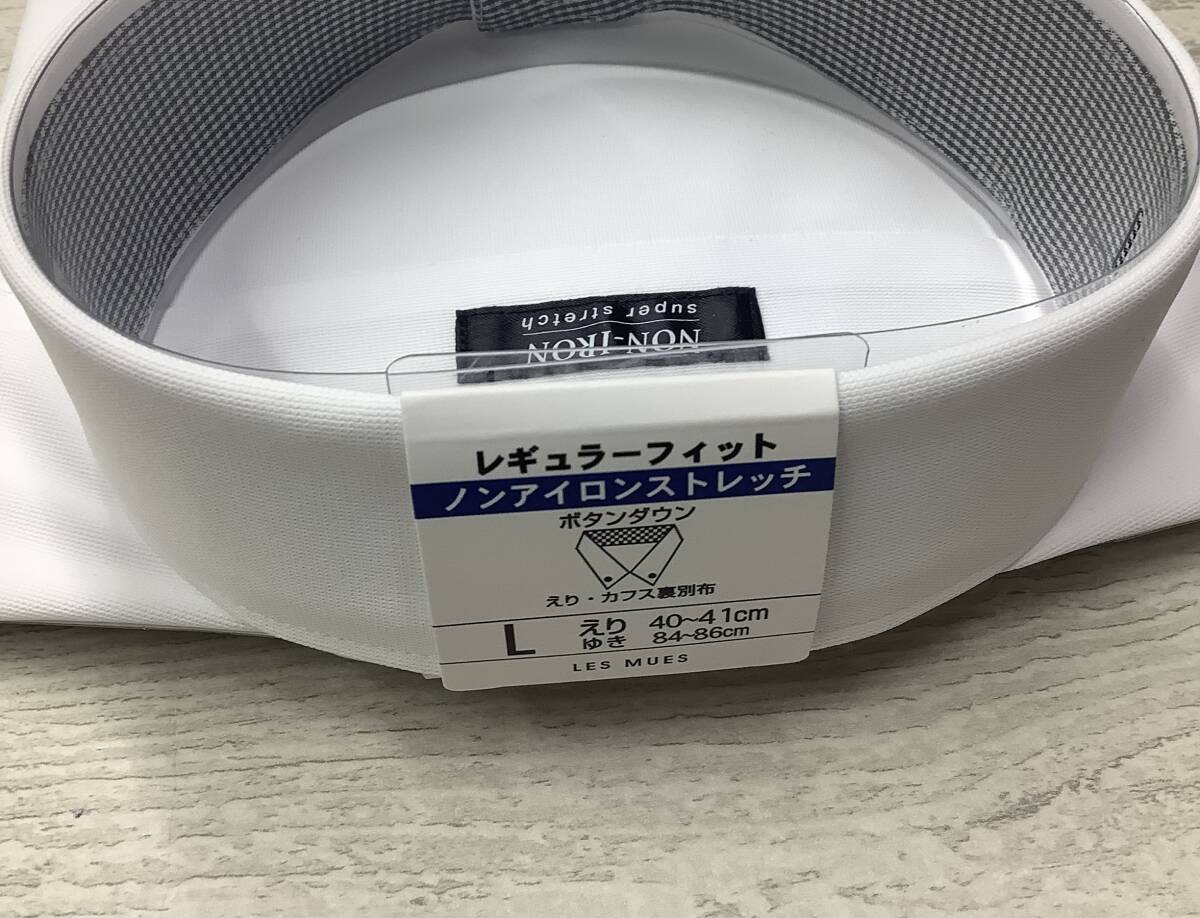 super stretch
NON-IRON
レギュラーフィット
ノンアイロンストレッチ
ボタンダウン
えり・カフス裏別布
L えり 40~41cm
ゆき 84~86cm
LES MUES